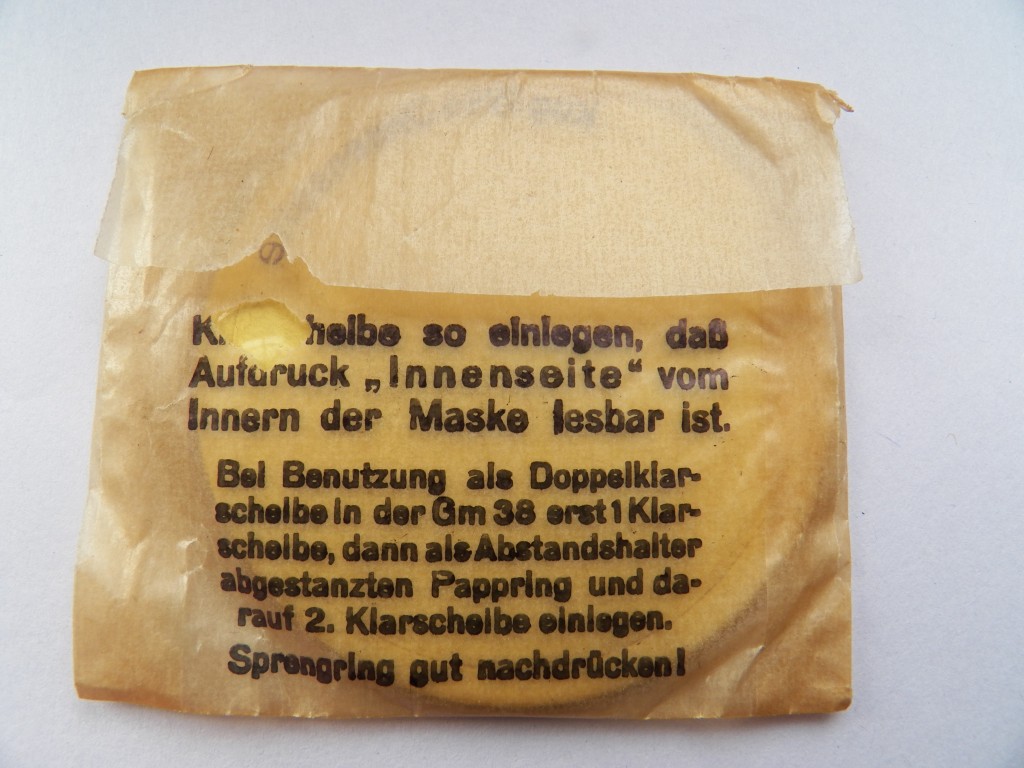 so einlegen, daß
Aufdruck „Innenseite“ vom
Innern der Maske lesbar ist.
Bei Benutzung als Doppelklar-
scheibe in der Gm 38 erst 1 Klar-
scheibe, dann als Abstandshalter
abgestanzten Pappring und da-
rauf 2. Klarscheibe einlegen.
Sprengring gut nachdrücken!